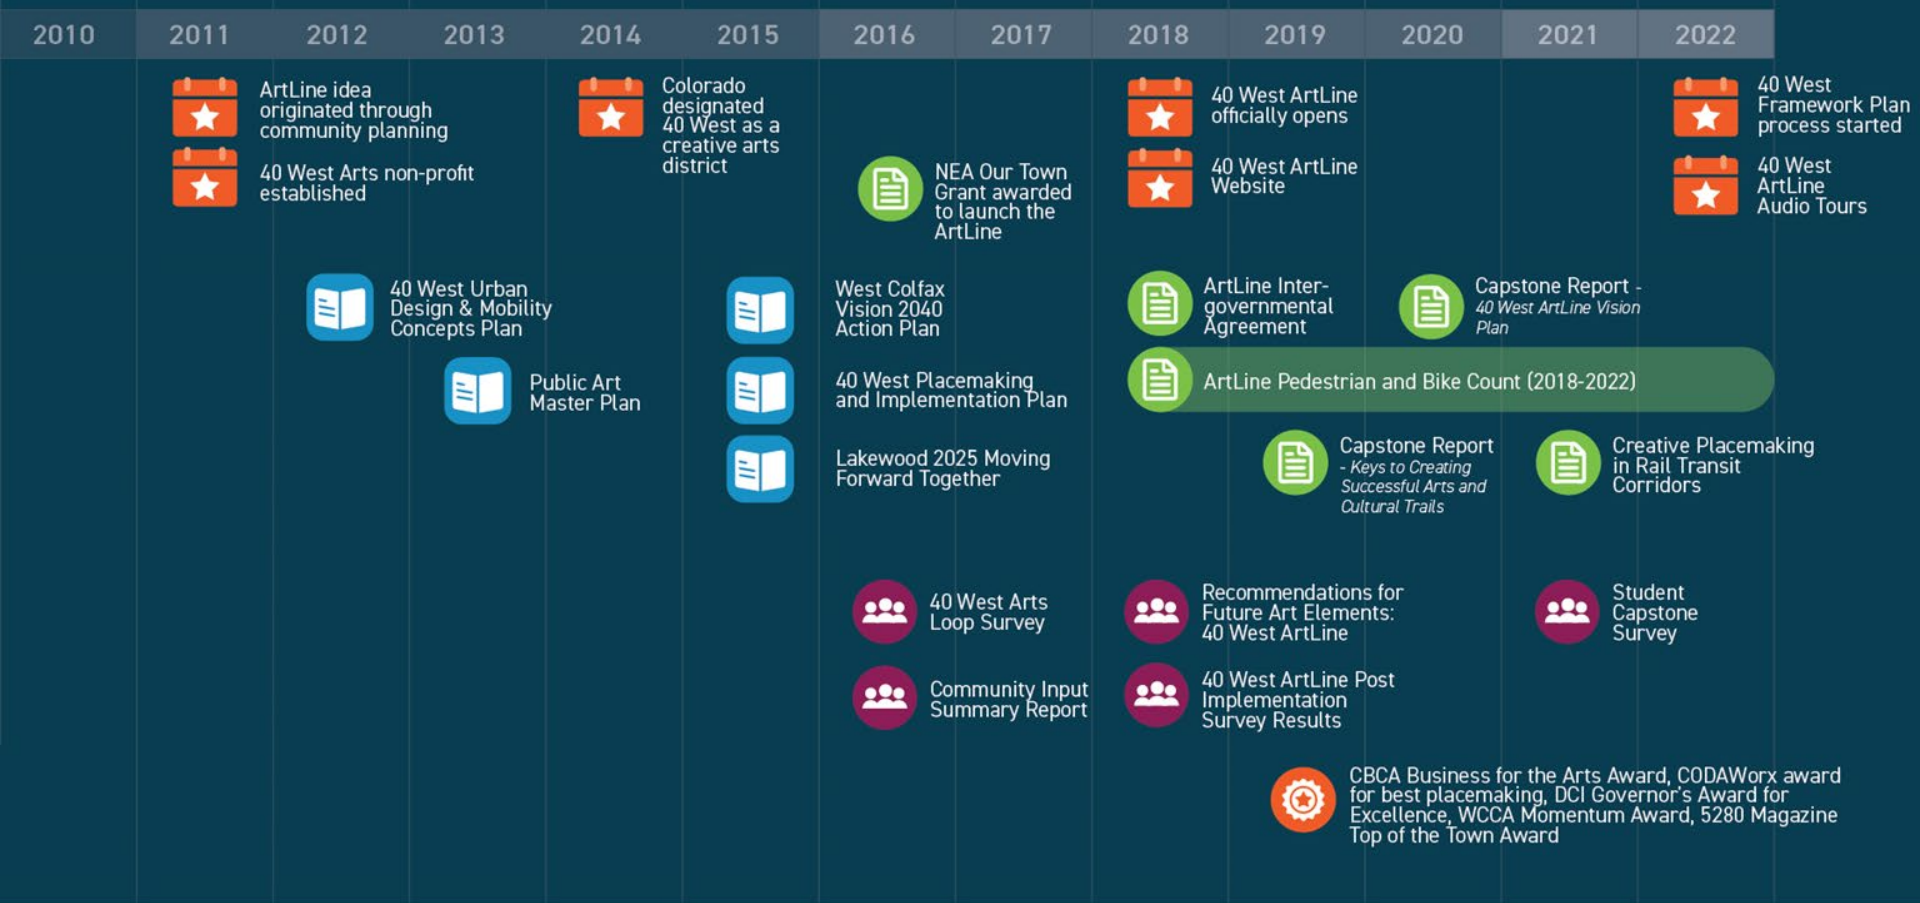 2010 2011 2012 2013 2014 2015 2016 2017 2018 2019 2020 2021 2022
ArtLine idea
originated through
community planning
40 West Arts non-profit
established
Colorado
designated
40 West as a
creative arts
district
NEA Our Town
Grant awarded
to launch the
ArtLine
40 West ArtLine
officially opens
40 West ArtLine
Website
40 West
Framework Plan
process started
40 West
ArtLine
Audio Tours
40 West Urban
Design & Mobility
Concepts Plan
Public Art
Master Plan
West Colfax
Vision 2040
Action Plan
40 West Placemaking
and Implementation Plan
Lakewood 2025 Moving
Forward Together
ArtLine Inter-
governmental
Agreement
Capstone Report -
40 West ArtLine Vision
Plan
ArtLine Pedestrian and Bike Count (2018-2022)
Capstone Report
- Keys to Creating
Successful Arts and
Cultural Trails
Creative Placemaking
in Rail Transit
Corridors
40 West Arts
Loop Survey
Community Input
Summary Report
Recommendations for
Future Art Elements:
40 West ArtLine
40 West ArtLine Post
Implementation
Survey Results
Student
Capstone
Survey
CBCA Business for the Arts Award, CODAWorx award
for best placemaking, DCI Governor's Award for
Excellence, WCCA Momentum Award, 5280 Magazine
Top of the Town Award